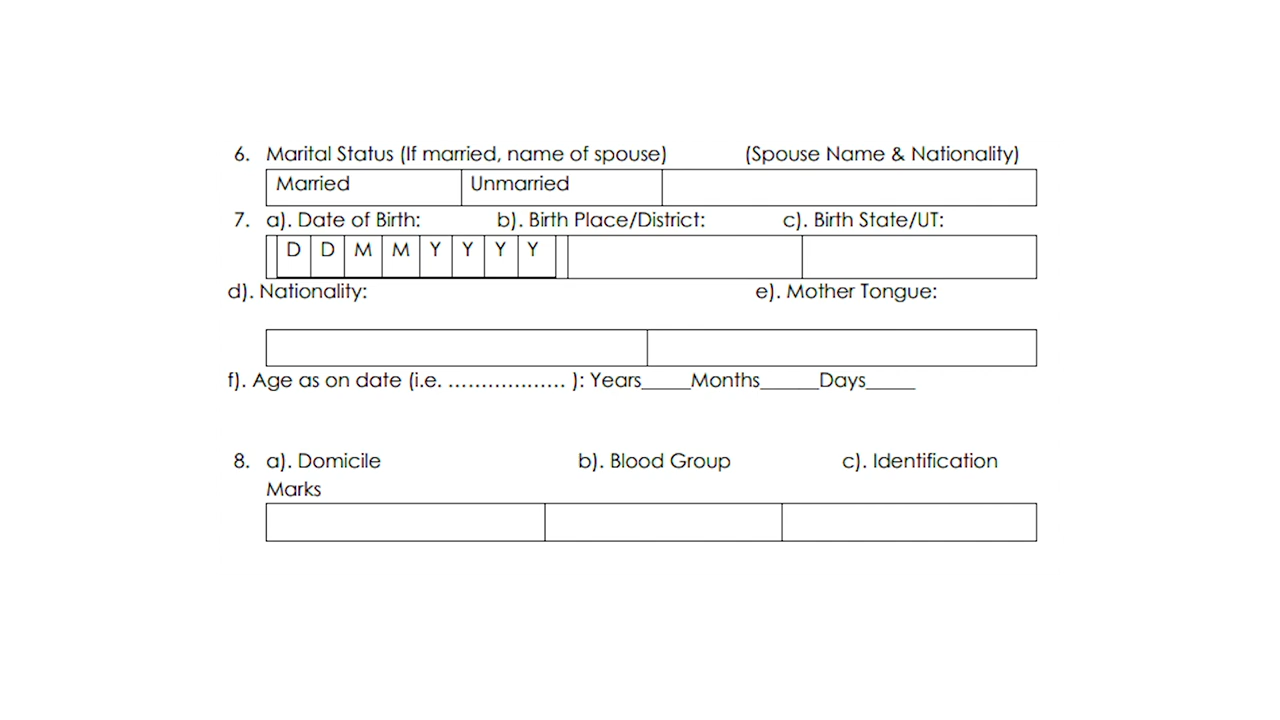 6. Marital Status (If married, name of spouse) (Spouse Name & Nationality)
Married Unmarried
7. a). Date of Birth: b). Birth Place/District: c). Birth State/UT:
D D M M Y Y Y Y
d). Nationality: e). Mother Tongue:
f). Age as on date (i.e. .................. ): Years_____Months______Days_____
8. a). Domicile b). Blood Group c). Identification
Marks